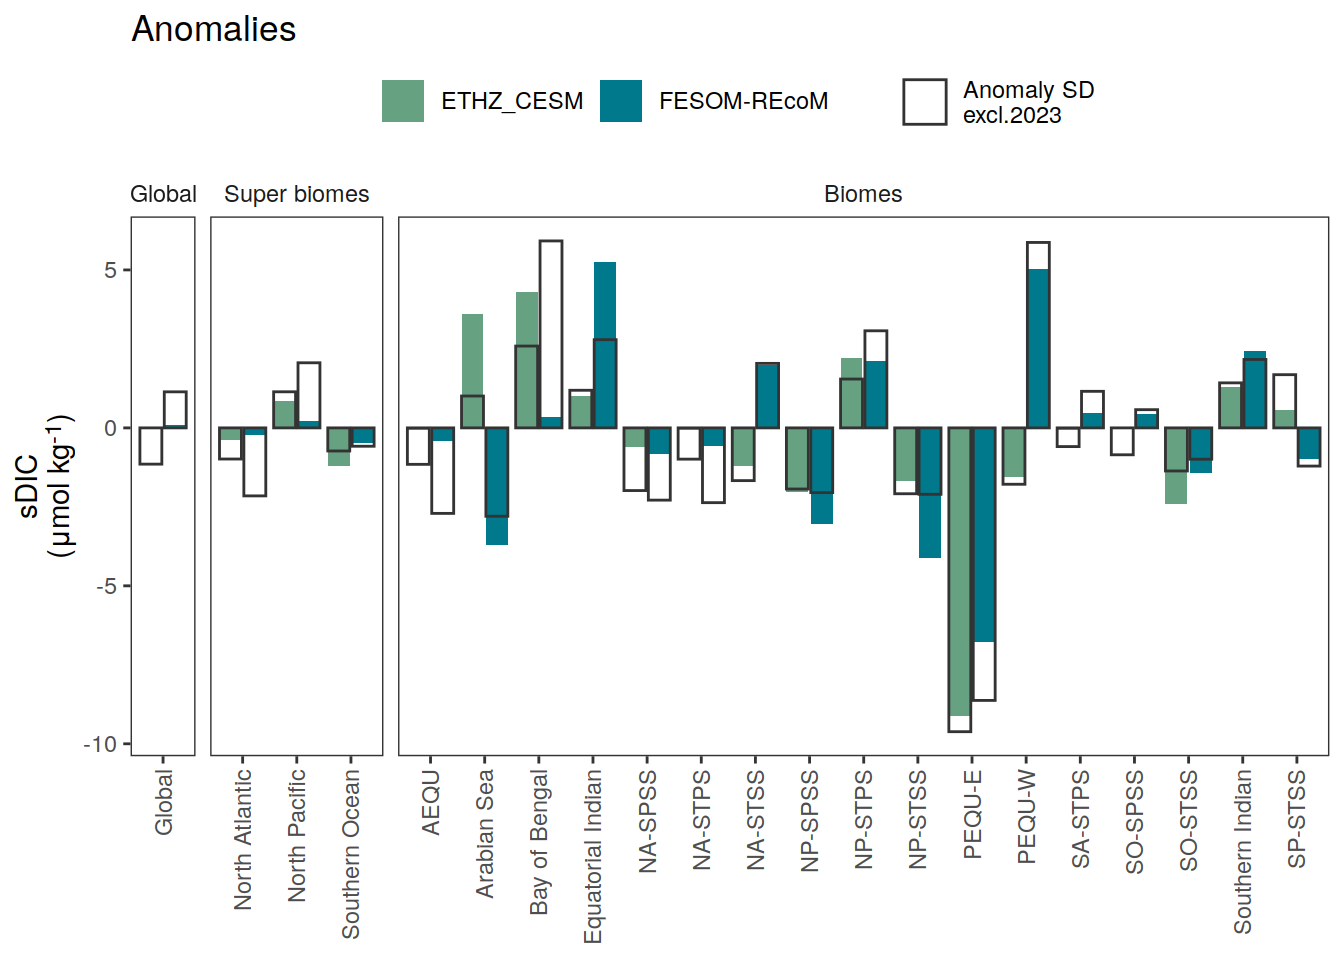 Anomalies
ETHZ_CESM
FESOM-REcoM
Anomaly SD
excl.2023
Global
Super biomes
Biomes
sDIC
(μmol kg⁻¹)
5
0
-5
-10
Global
North Atlantic
North Pacific
Southern Ocean
AEQU
Arabian Sea
Bay of Bengal
Equatorial Indian
NA-SPSS
NA-STPS
NA-STSS
NP-SPSS
NP-STPS
NP-STSS
PEQU-E
PEQU-W
SA-STPS
SO-SPSS
SO-STSS
Southern Indian
SP-STSS